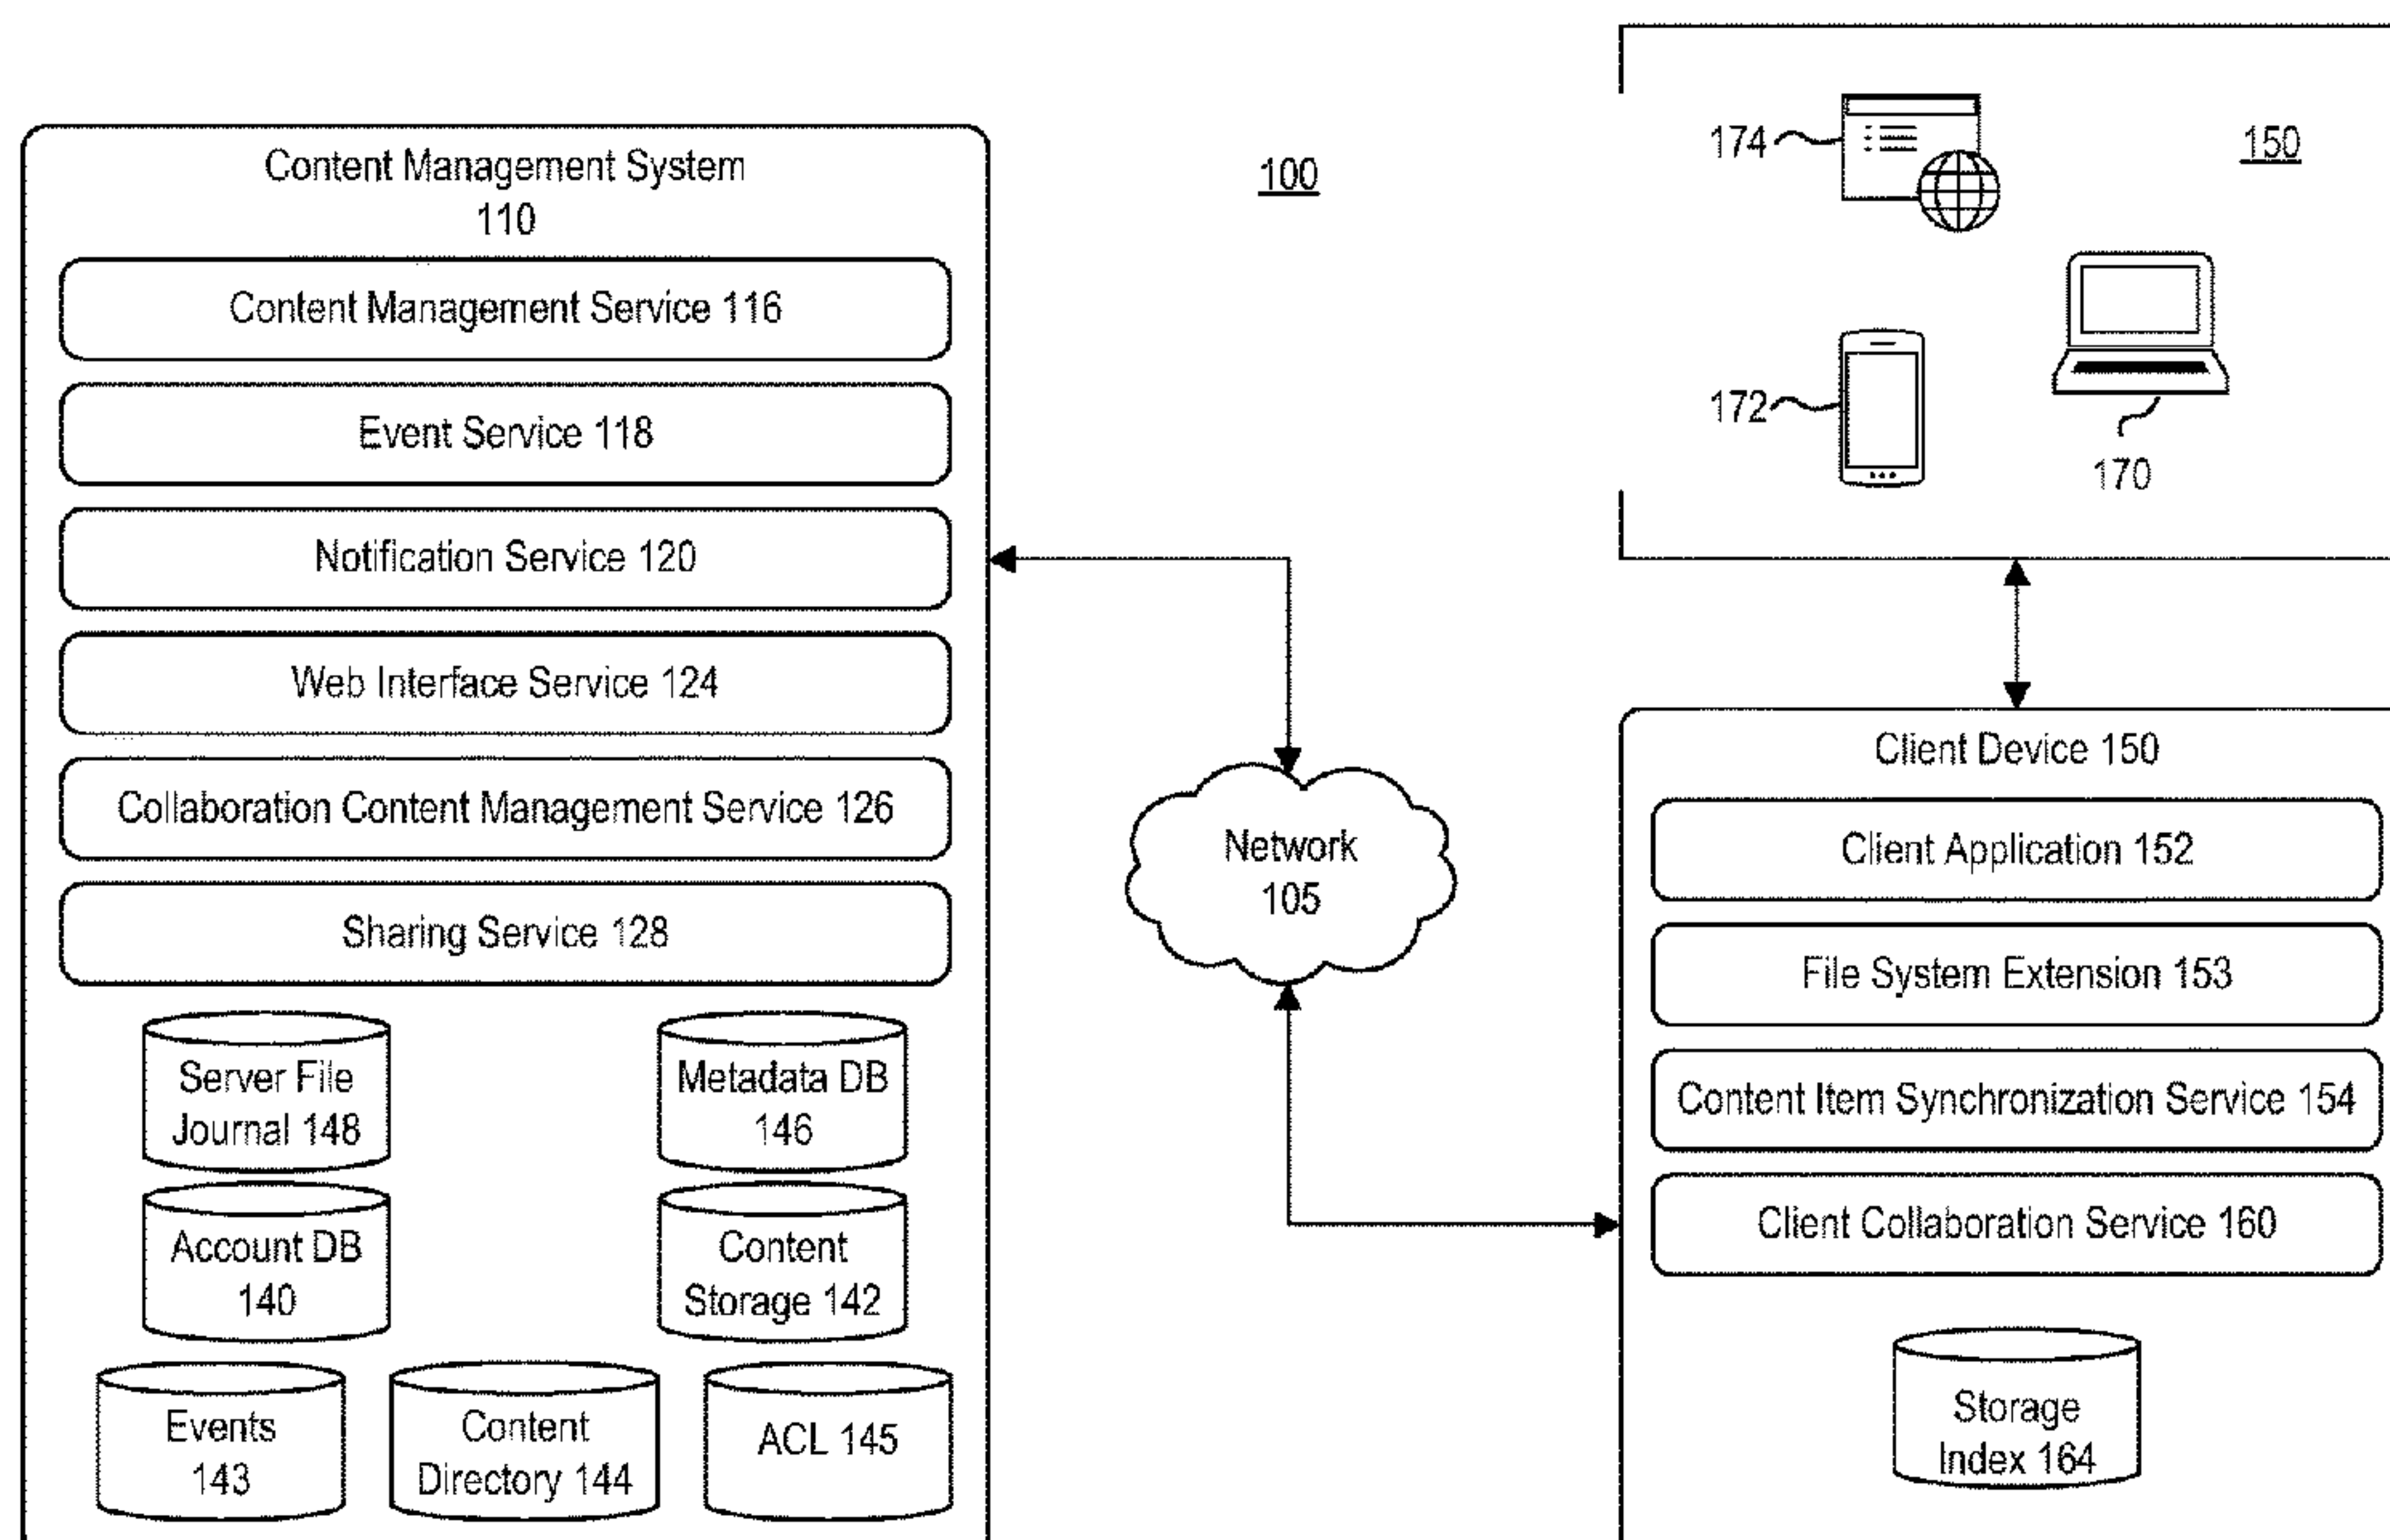 Content Management System
110
Content Management Service 116
Event Service 118
Notification Service 120
Web Interface Service 124
Collaboration Content Management Service 126
Sharing Service 128
Server File
Journal 148
Metadata DB
146
Account DB
140
Content
Storage 142
Events
143
Content
Directory 144
ACL 145
100
Network
105
174
150
172
170
Client Device 150
Client Application 152
File System Extension 153
Content Item Synchronization Service 154
Client Collaboration Service 160
Storage
Index 164